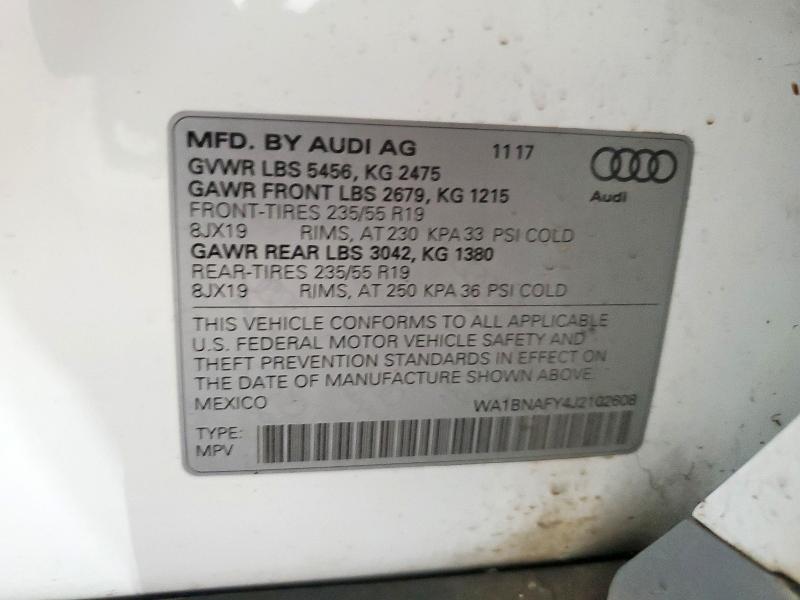 MFD. BY AUDI AG 11 17
GVWR LBS 5456, KG 2475
GAWR FRONT LBS 2679, KG 1215
Audi
FRONT-TIRES 235/55 R19
8JX19 RIMS, AT 230 KPA 33 PSI COLD
GAWR REAR LBS 3042, KG 1380
REAR-TIRES 235/55 R19
8JX19 RIMS, AT 250 KPA 36 PSI COLD
THIS VEHICLE CONFORMS TO ALL APPLICABLE
U.S. FEDERAL MOTOR VEHICLE SAFETY AND
THEFT PREVENTION STANDARDS IN EFFECT ON
THE DATE OF MANUFACTURE SHOWN ABOVE.
MEXICO WA1BNAFY4J2102608
TYPE:
MPV